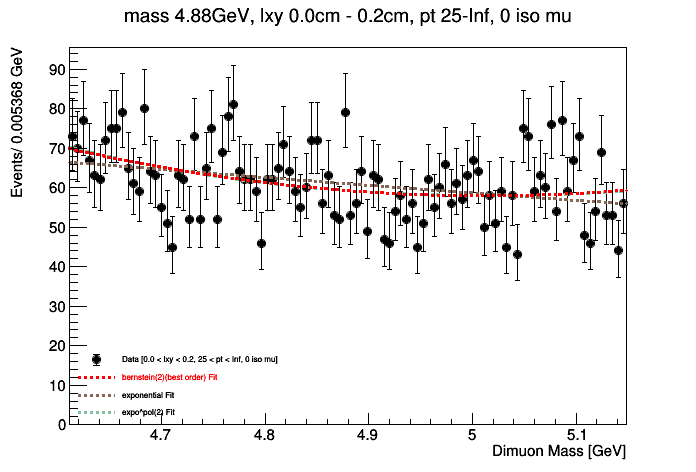 mass 4.88GeV, lxy 0.0cm - 0.2cm, pt 25-Inf, 0 iso mu
Events/ 0.005368 GeV
90
80
70
60
50
40
30
20
10
0
Data [0.0 < lxy < 0.2, 25 < pt < Inf, 0 iso mu]
bernstein(2)(best order) Fit
exponential Fit
expo*pol(2) Fit
4.7 4.8 4.9 5 5.1
Dimuon Mass [GeV]